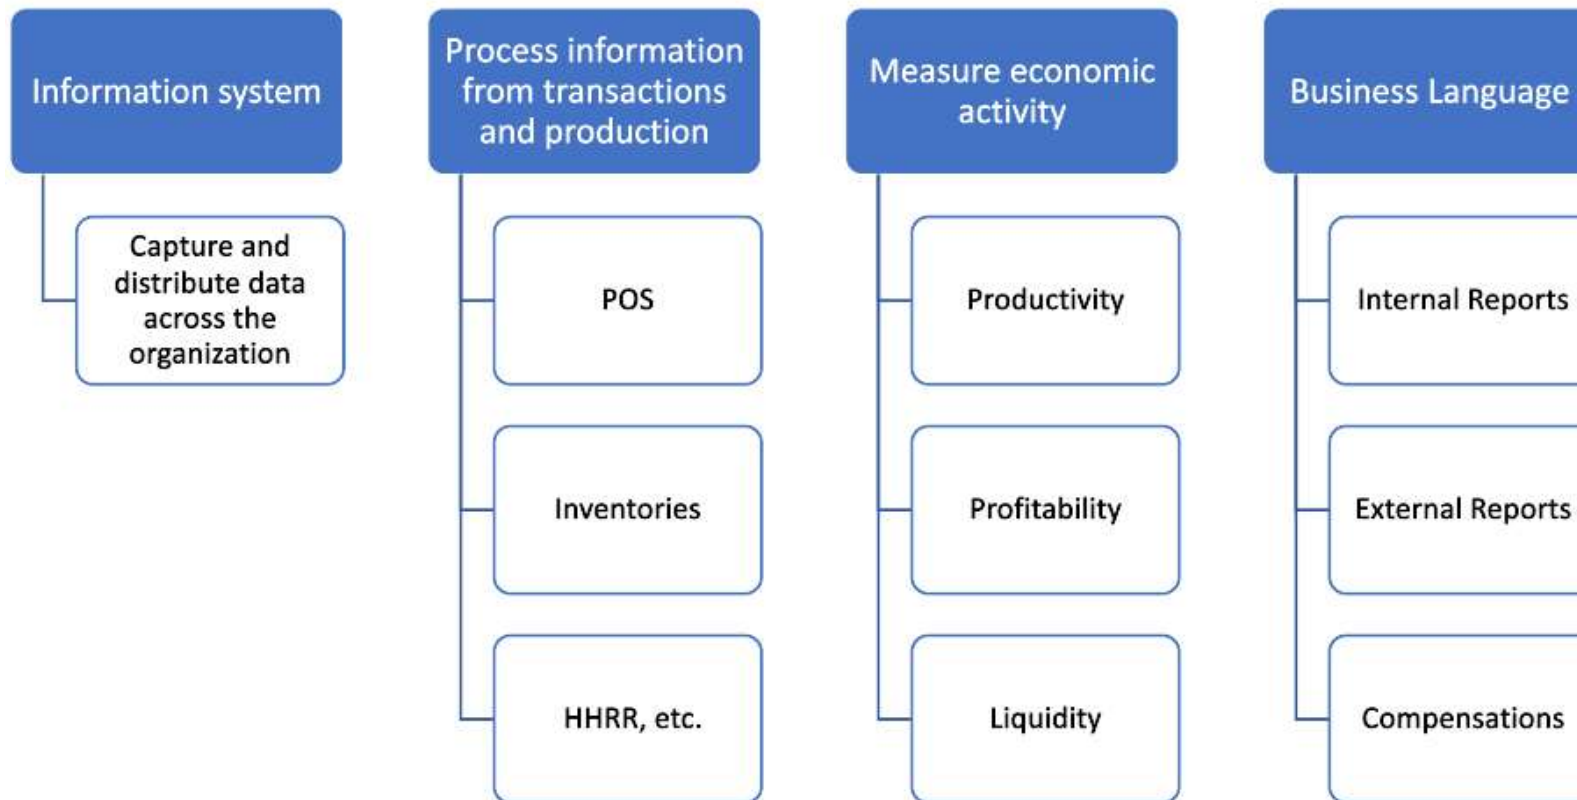 Information system
Capture and
distribute data
across the
organization
Process information
from transactions
and production
POS
Inventories
HHRR, etc.
Measure economic
activity
Productivity
Profitability
Liquidity
Business Language
Internal Reports
External Reports
Compensations